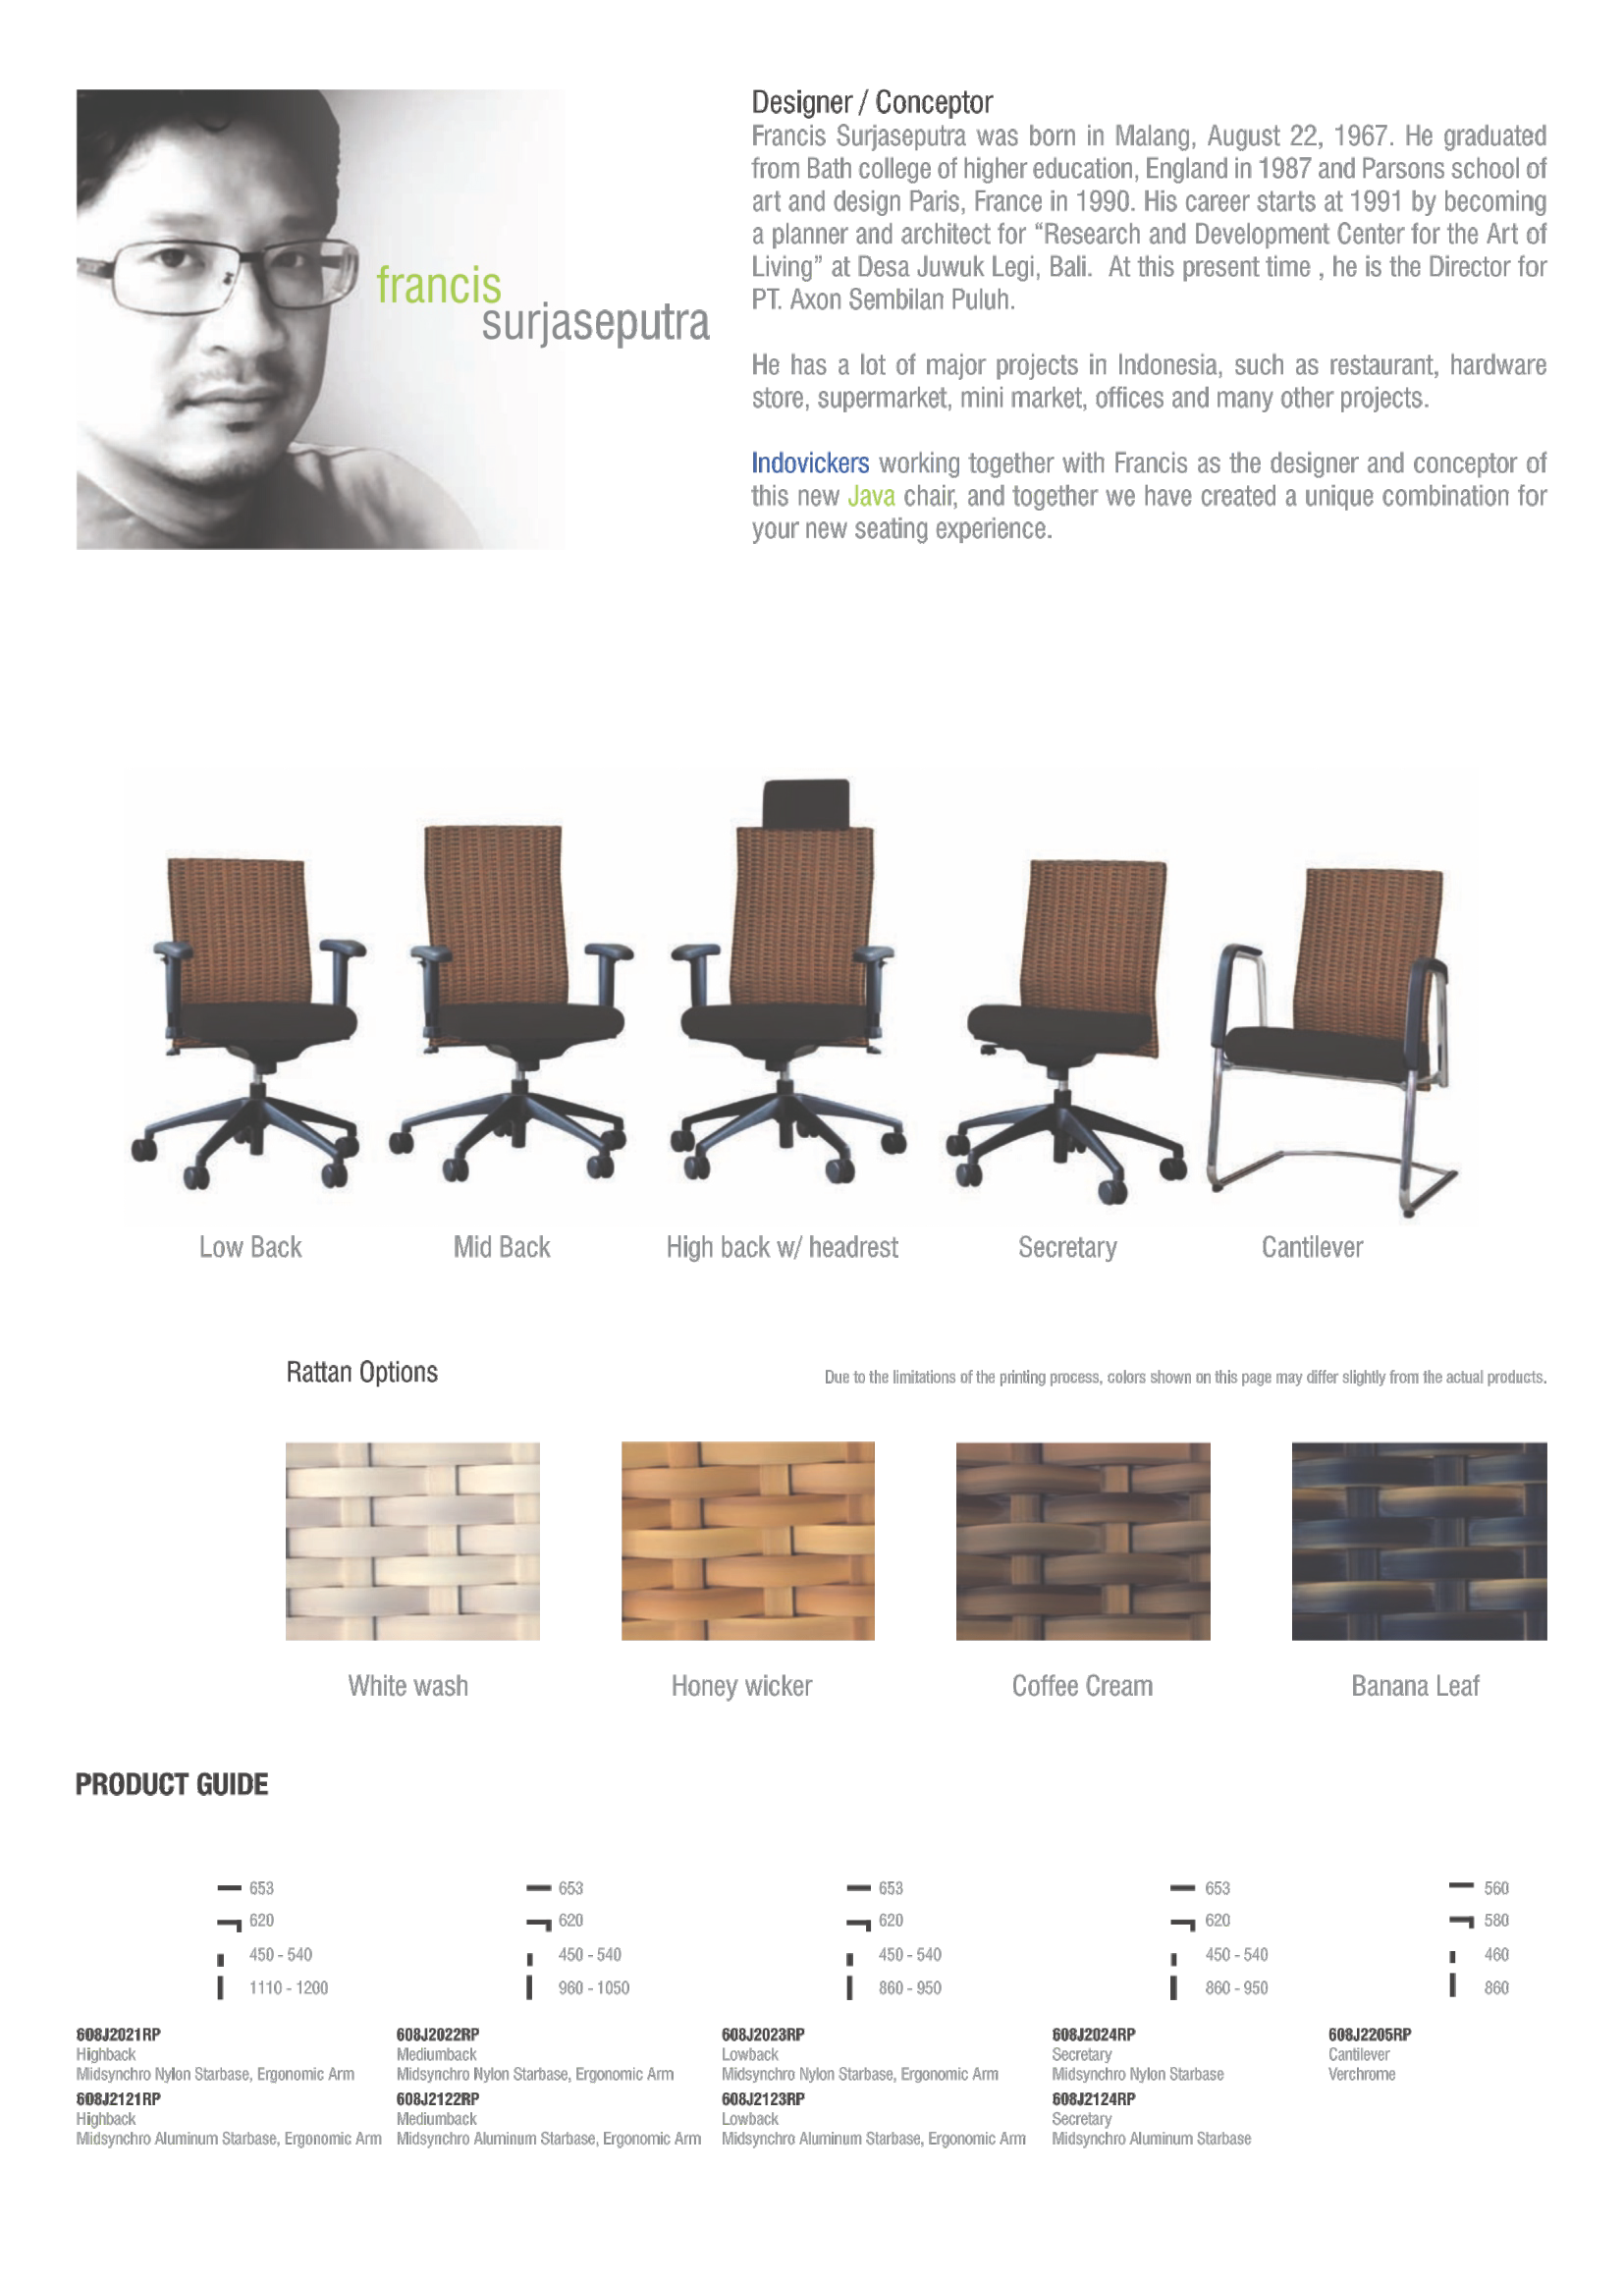 Designer / Conceptor
Francis Surjaseputra was born in Malang, August 22, 1967. He graduated
from Bath college of higher education, England in 1987 and Parsons school of
art and design Paris, France in 1990. His career starts at 1991 by becoming
a planner and architect for “Research and Development Center for the Art of
Living” at Desa Juwuk Legi, Bali. At this present time , he is the Director for
PT. Axon Sembilan Puluh.
francis
surjaseputra
He has a lot of major projects in Indonesia, such as restaurant, hardware
store, supermarket, mini market, offices and many other projects.
Indovickers working together with Francis as the designer and conceptor of
this new Java chair, and together we have created a unique combination for
your new seating experience.
Low Back Mid Back High back w/ headrest Secretary Cantilever
Rattan Options
Due to the limitations of the printing process, colors shown on this page may differ slightly from the actual products.
White wash Honey wicker Coffee Cream Banana Leaf
PRODUCT GUIDE
653 653 653 653 560
620 620 620 620 580
450 - 540 450 - 540 450 - 540 450 - 540 460
1110 - 1200 960 - 1050 860 - 950 860 - 950 860
608J2021RP 608J2022RP 608J2023RP 608J2024RP 608J2205RP
Highback Mediumback Lowback Secretary Cantilever
Midsynchro Nylon Starbase, Ergonomic Arm Midsynchro Nylon Starbase, Ergonomic Arm Midsynchro Nylon Starbase, Ergonomic Arm Midsynchro Nylon Starbase Verchrome
608J2121RP 608J2122RP 608J2123RP 608J2124RP
Highback Mediumback Lowback Secretary
Midsynchro Aluminum Starbase, Ergonomic Arm Midsynchro Aluminum Starbase, Ergonomic Arm Midsynchro Aluminum Starbase, Ergonomic Arm Midsynchro Aluminum Starbase